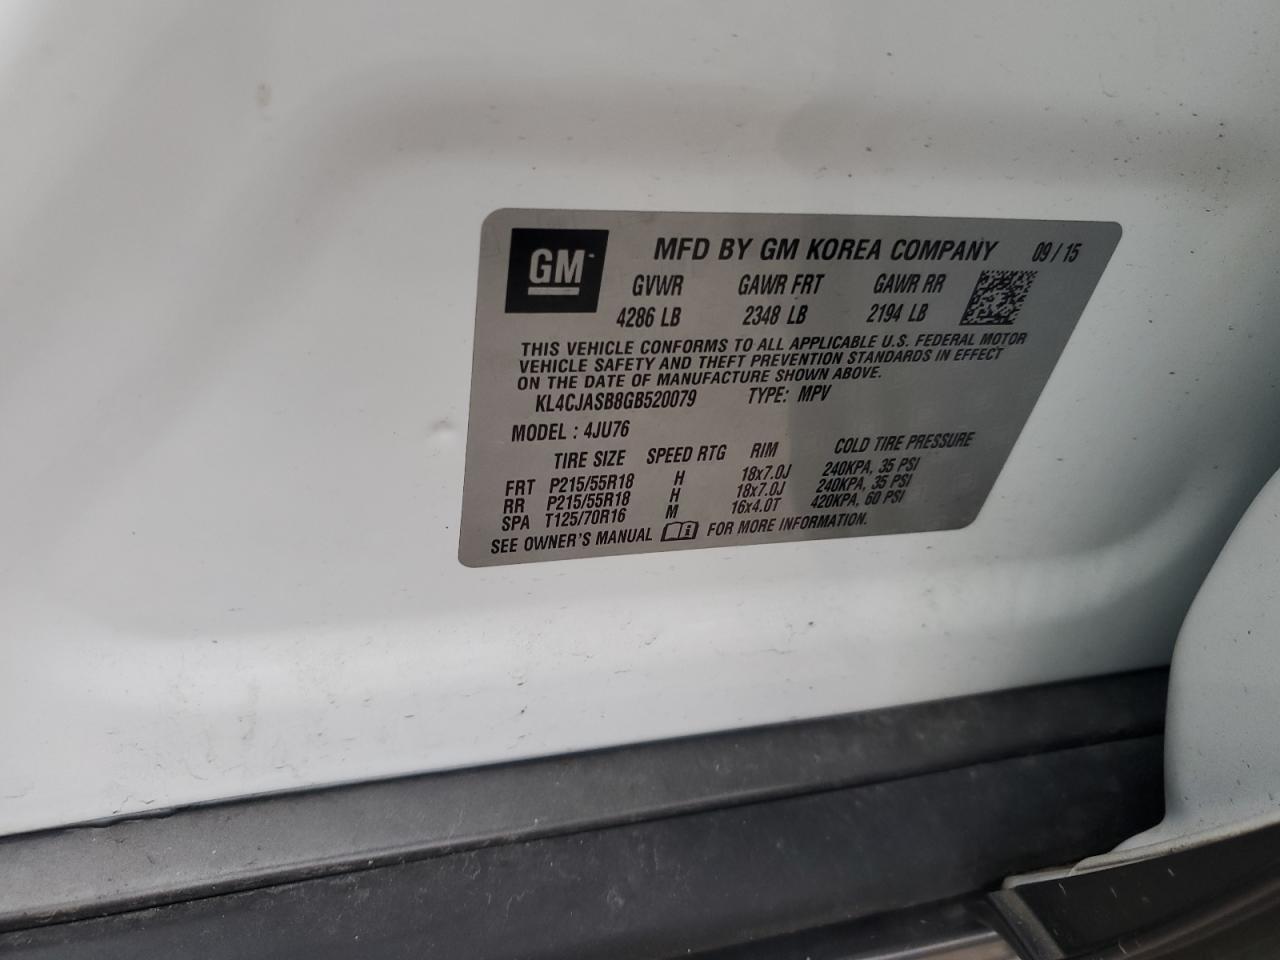 GM
MFD BY GM KOREA COMPANY 09/15
GVWR GAWR FRT GAWR RR
4286 LB 2348 LB 2194 LB
THIS VEHICLE CONFORMS TO ALL APPLICABLE U.S. FEDERAL MOTOR
VEHICLE SAFETY AND THEFT PREVENTION STANDARDS IN EFFECT
ON THE DATE OF MANUFACTURE SHOWN ABOVE.
KL4CJASB8GB520079 TYPE: MPV
MODEL : 4JU76
TIRE SIZE SPEED RTG RIM COLD TIRE PRESSURE
FRT P215/55R18 H 18x7.0J 240KPA, 35 PSI
RR P215/55R18 H 18x7.0J 240KPA, 35 PSI
SPA T125/70R16 M 16x4.0T 420KPA, 60 PSI
SEE OWNER'S MANUAL FOR MORE INFORMATION.